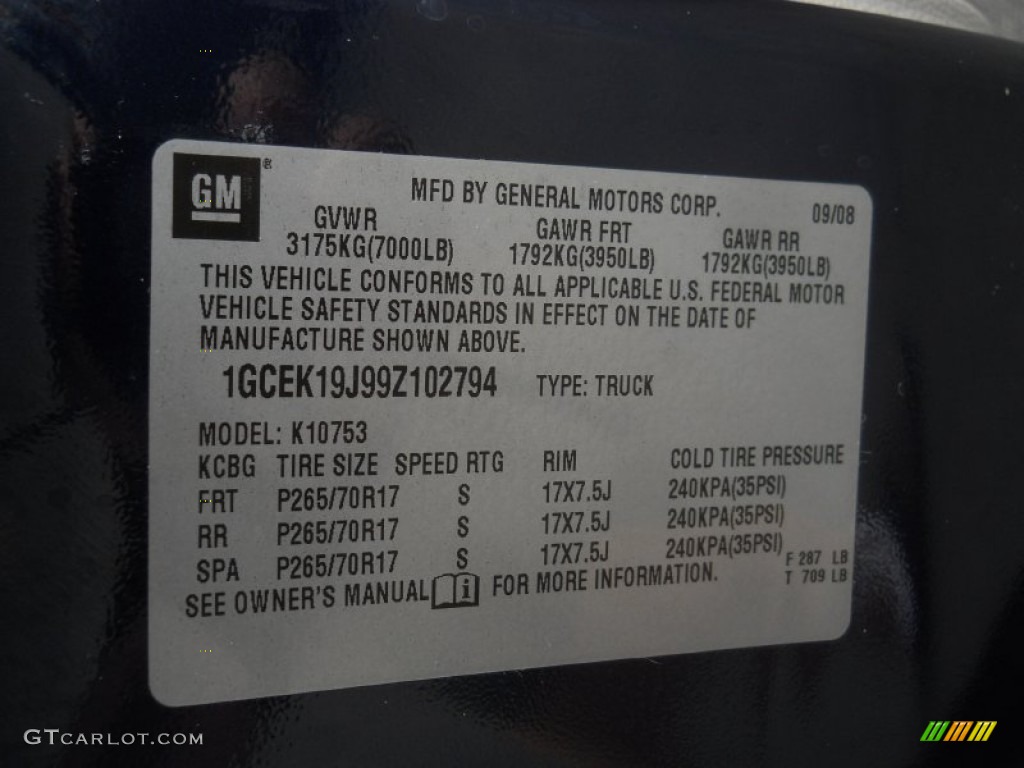 GM ®
MFD BY GENERAL MOTORS CORP. 09/08
GVWR GAWR FRT GAWR RR
3175KG(7000LB) 1792KG(3950LB) 1792KG(3950LB)
THIS VEHICLE CONFORMS TO ALL APPLICABLE U.S. FEDERAL MOTOR
VEHICLE SAFETY STANDARDS IN EFFECT ON THE DATE OF
MANUFACTURE SHOWN ABOVE.
1GCEK19J99Z102794 TYPE: TRUCK
MODEL: K10753
KCBG TIRE SIZE SPEED RTG RIM COLD TIRE PRESSURE
FRT P265/70R17 S 17X7.5J 240KPA(35PSI)
RR P265/70R17 S 17X7.5J 240KPA(35PSI)
SPA P265/70R17 S 17X7.5J 240KPA(35PSI)
F 287 LB
T 709 LB
SEE OWNER'S MANUAL i FOR MORE INFORMATION.
GTCARLOT.COM